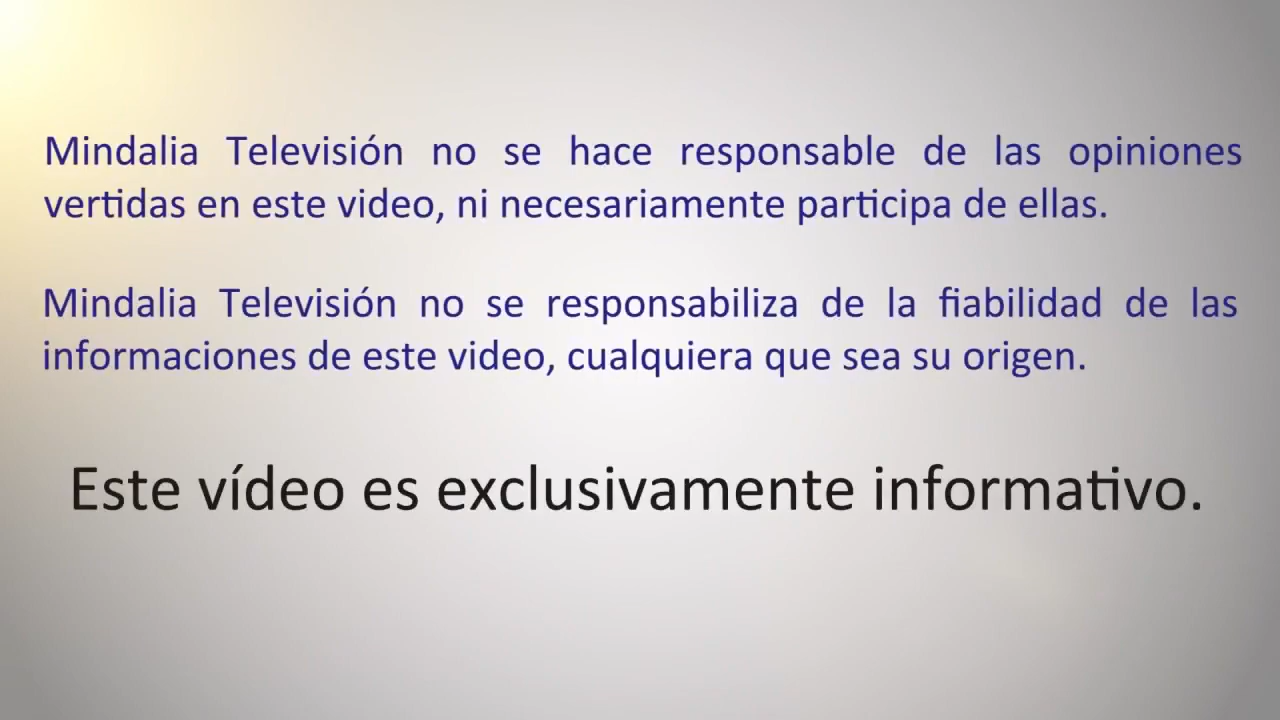 Mindalia Televisión no se hace responsable de las opiniones
vertidas en este video, ni necesariamente participa de ellas.
Mindalia Televisión no se responsabiliza de la fiabilidad de las
informaciones de este video, cualquiera que sea su origen.
Este vídeo es exclusivamente informativo.